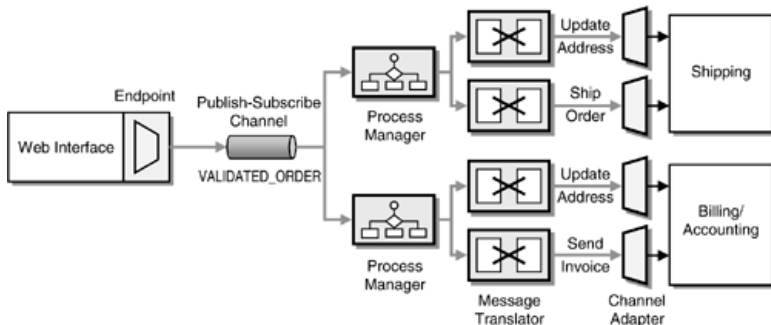 Web Interface
Endpoint
Publish-Subscribe
Channel
VALIDATED_ORDER
Process
Manager
Update
Address
Ship
Order
Shipping
Process
Manager
Update
Address
Send
Invoice
Message
Translator
Channel
Adapter
Billing/
Accounting